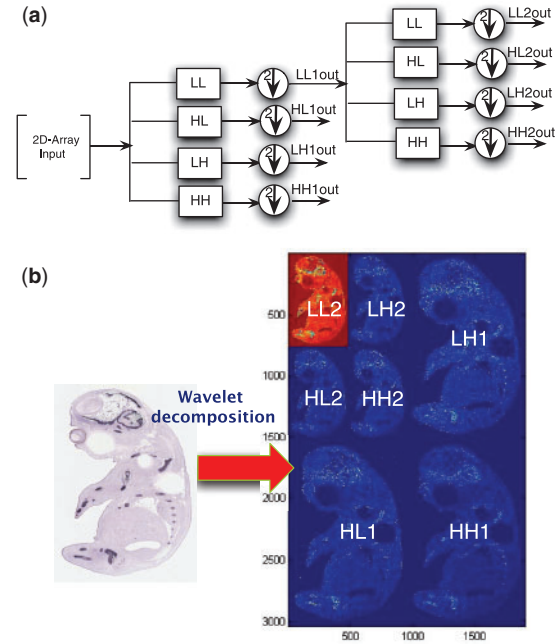 (a)
2D-Array
Input
LL
2
LL1out
HL
2
HL1out
LH
2
LH1out
HH
2
HH1out
LL
2
LL2out
HL
2
HL2out
LH
2
LH2out
HH
2
HH2out
(b)
Wavelet
decomposition
LL2
LH2
LH1
HL2
HH2
HL1
HH1
500
1000
1500
2000
2500
3000
500
1000
1500